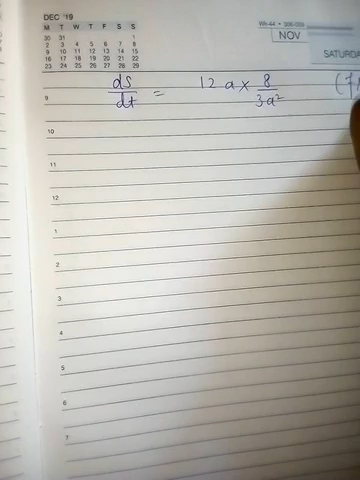 DEC '19
M T W T F S S
30 31 1
2 3 4 5 6 7 8
9 10 11 12 13 14 15
16 17 18 19 20 21 22
23 24 25 26 27 28 29
NOV
SATURDA
dS/dt = 12a × 8/3a² (7
9
10
11
12
1
2
3
4
5
6
7